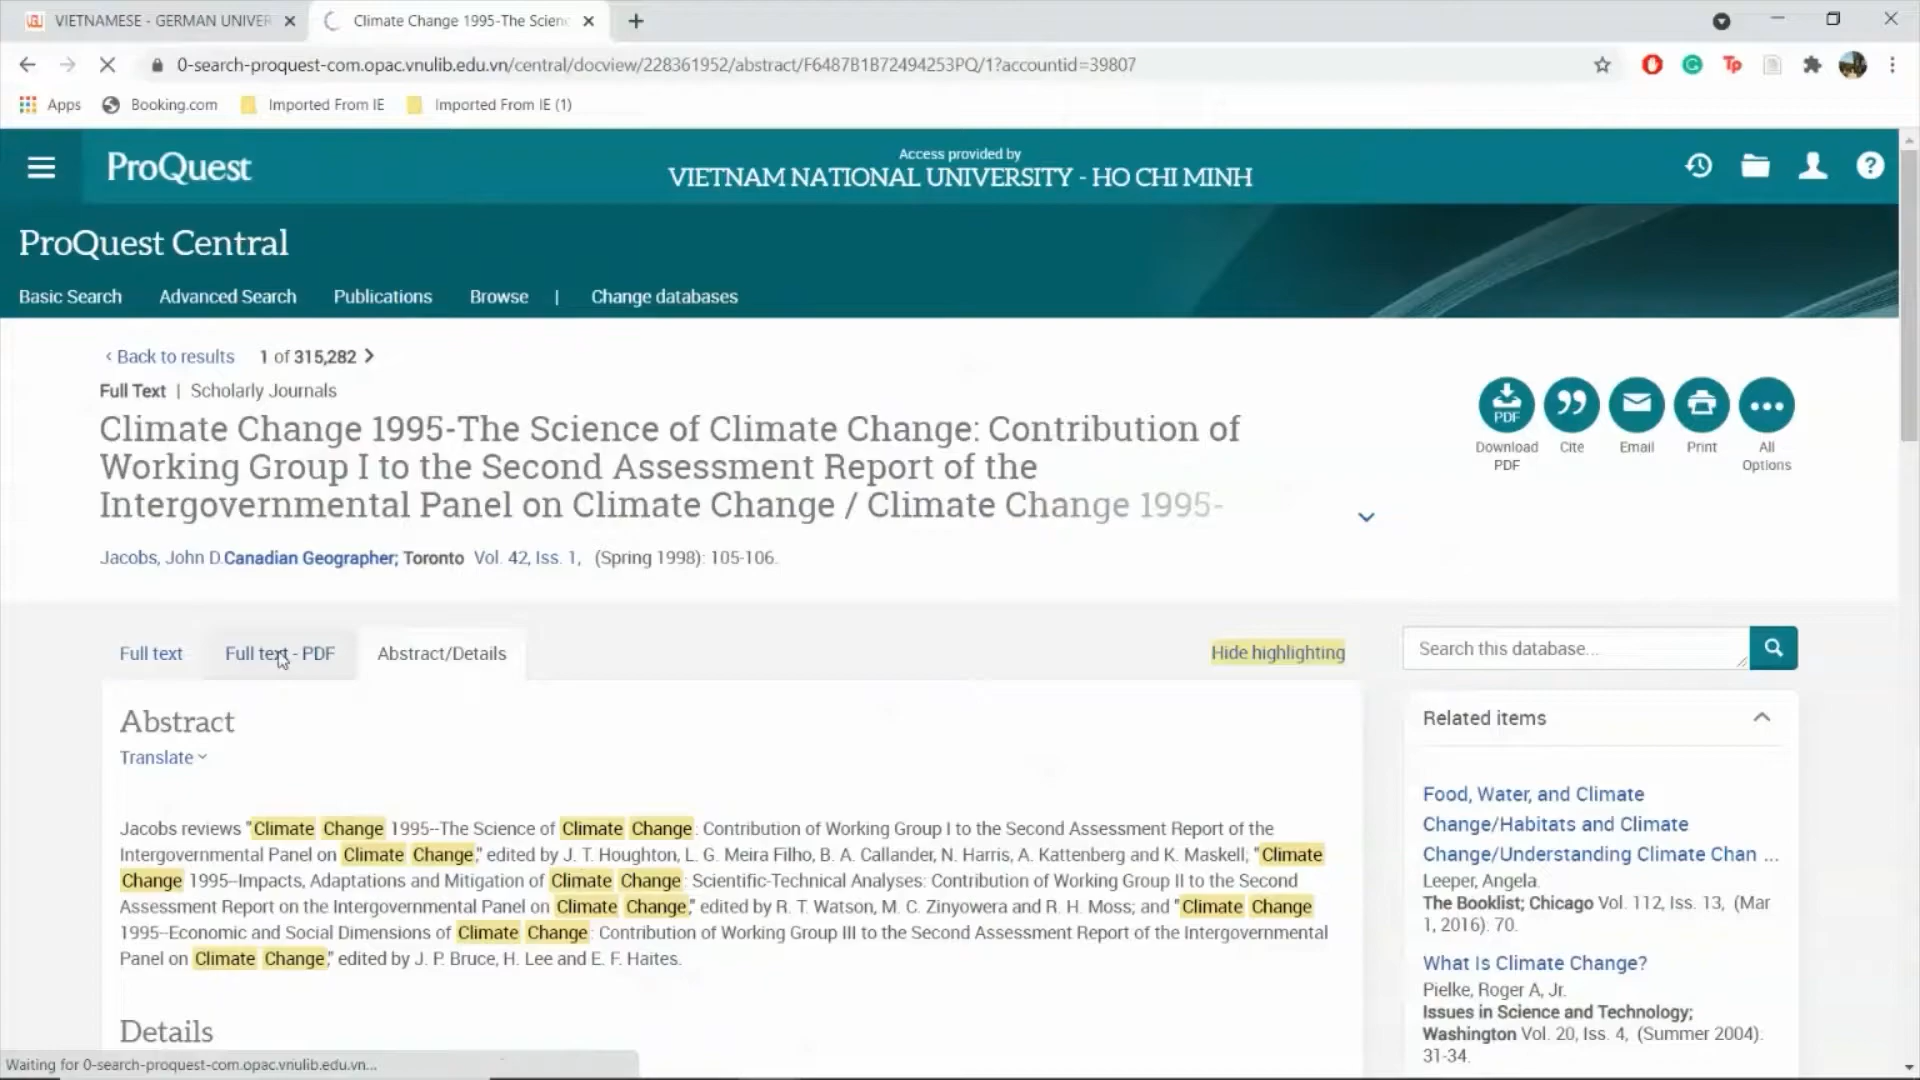 VIETNAMESE - GERMAN UNIVER
Climate Change 1995-The Scien
0-search-proquest-com.opac.vnulib.edu.vn/central/docview/228361952/abstract/F6487B1B72494253PQ/1?accountid=39807
Tp
Apps
Booking.com
Imported From IE
Imported From IE (1)
ProQuest
Access provided by
VIETNAM NATIONAL UNIVERSITY - HO CHI MINH
ProQuest Central
Basic Search
Advanced Search
Publications
Browse
|
Change databases
‹ Back to results 1 of 315,282
Full Text | Scholarly Journals
Climate Change 1995-The Science of Climate Change: Contribution of
Working Group I to the Second Assessment Report of the
Intergovernmental Panel on Climate Change / Climate Change 1995-
Jacobs, John D. Canadian Geographer; Toronto Vol. 42, Iss. 1, (Spring 1998): 105-106.
PDF
Download
PDF
Cite
Email
Print
All
Options
Full text
Full text - PDF
Abstract/Details
Hide highlighting
Search this database...
Abstract
Translate
Jacobs reviews "Climate Change 1995--The Science of Climate Change: Contribution of Working Group I to the Second Assessment Report of the
Intergovernmental Panel on Climate Change," edited by J. T. Houghton, L. G. Meira Filho, B. A. Callander, N. Harris, A. Kattenberg and K. Maskell, "Climate
Change 1995--Impacts, Adaptations and Mitigation of Climate Change: Scientific-Technical Analyses: Contribution of Working Group II to the Second
Assessment Report on the Intergovernmental Panel on Climate Change," edited by R. T. Watson, M. C. Zinyowera and R. H. Moss; and "Climate Change
1995--Economic and Social Dimensions of Climate Change: Contribution of Working Group III to the Second Assessment Report of the Intergovernmental
Panel on Climate Change," edited by J. P. Bruce, H. Lee and E. F. Haites.
Details
Related items
Food, Water, and Climate
Change/Habitats and Climate
Change/Understanding Climate Chan ...
Leeper, Angela.
The Booklist; Chicago Vol. 112, Iss. 13, (Mar
1, 2016): 70.
What Is Climate Change?
Pielke, Roger A, Jr.
Issues in Science and Technology;
Washington Vol. 20, Iss. 4, (Summer 2004):
31-34.
Waiting for 0-search-proquest-com.opac.vnulib.edu.vn...